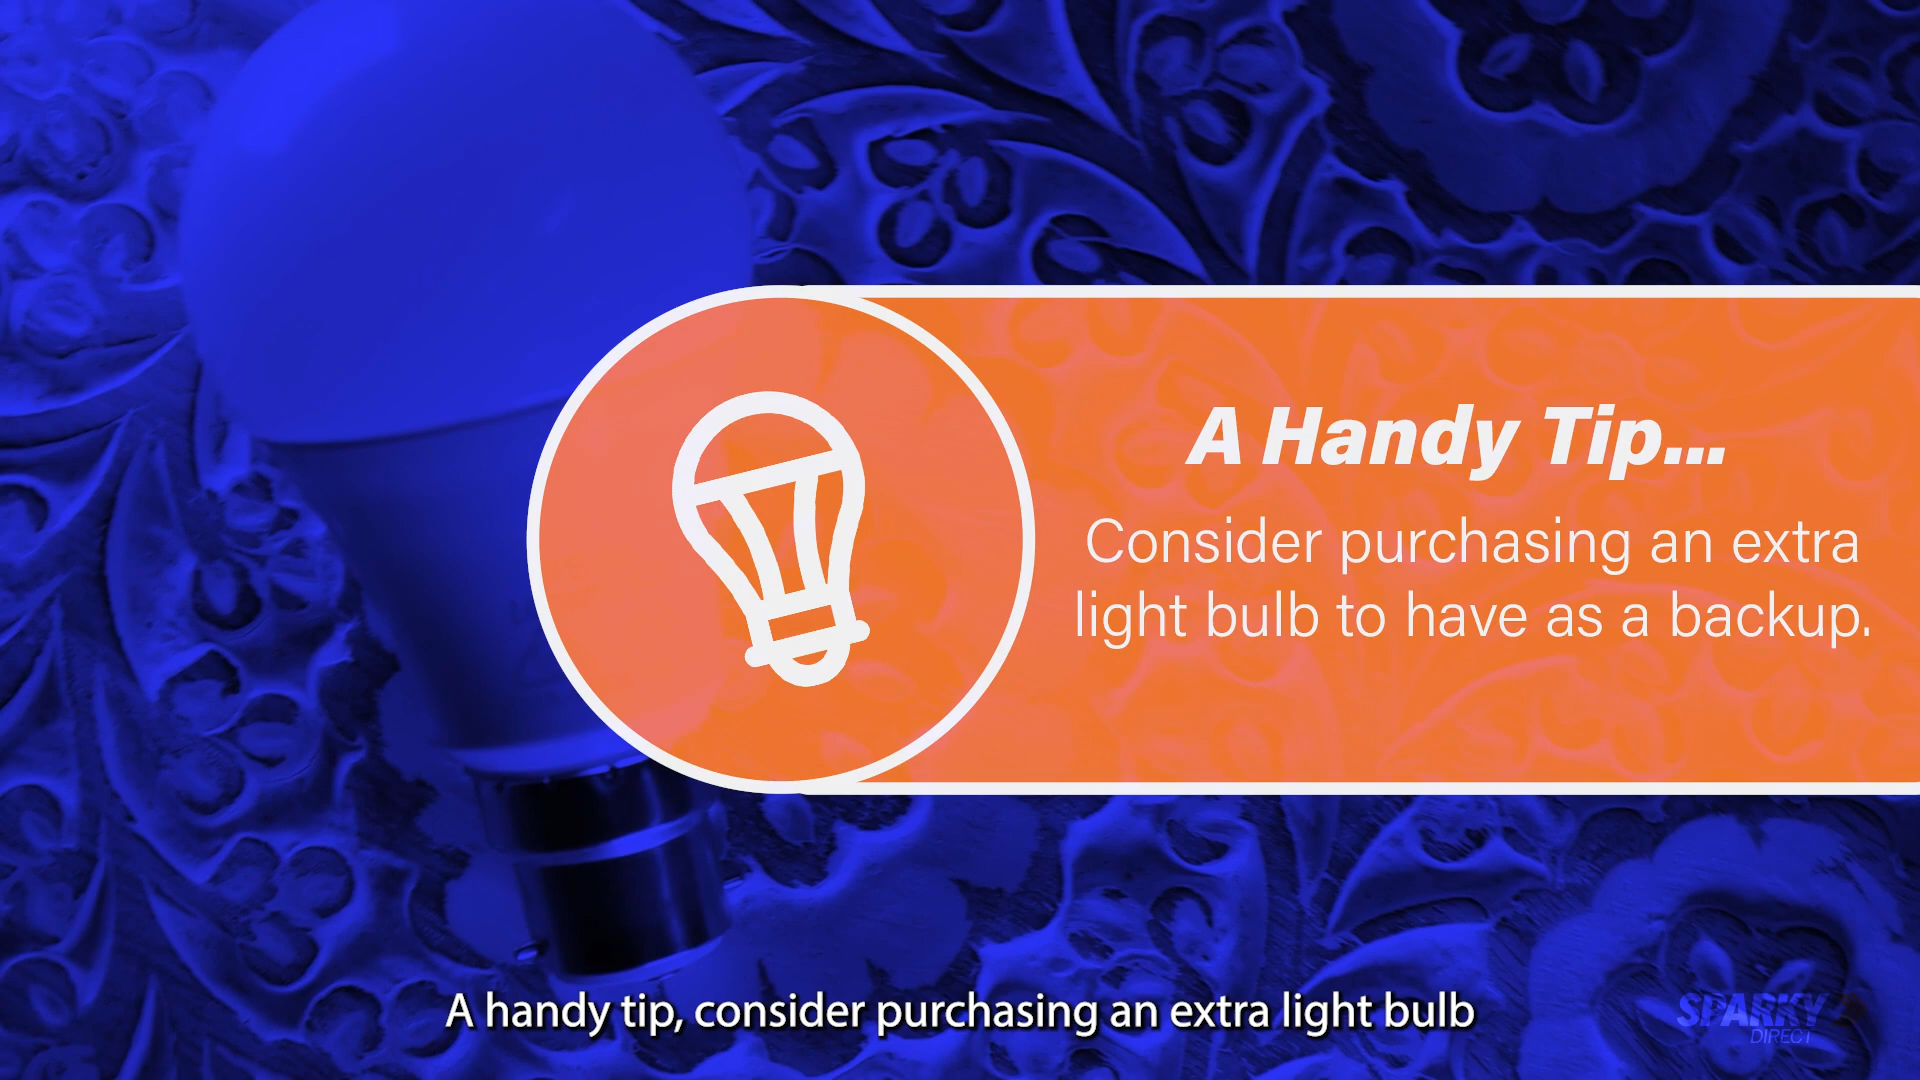 A Handy Tip...
Consider purchasing an extra
light bulb to have as a backup.
A handy tip, consider purchasing an extra light bulb
SPARKY
DIRECT